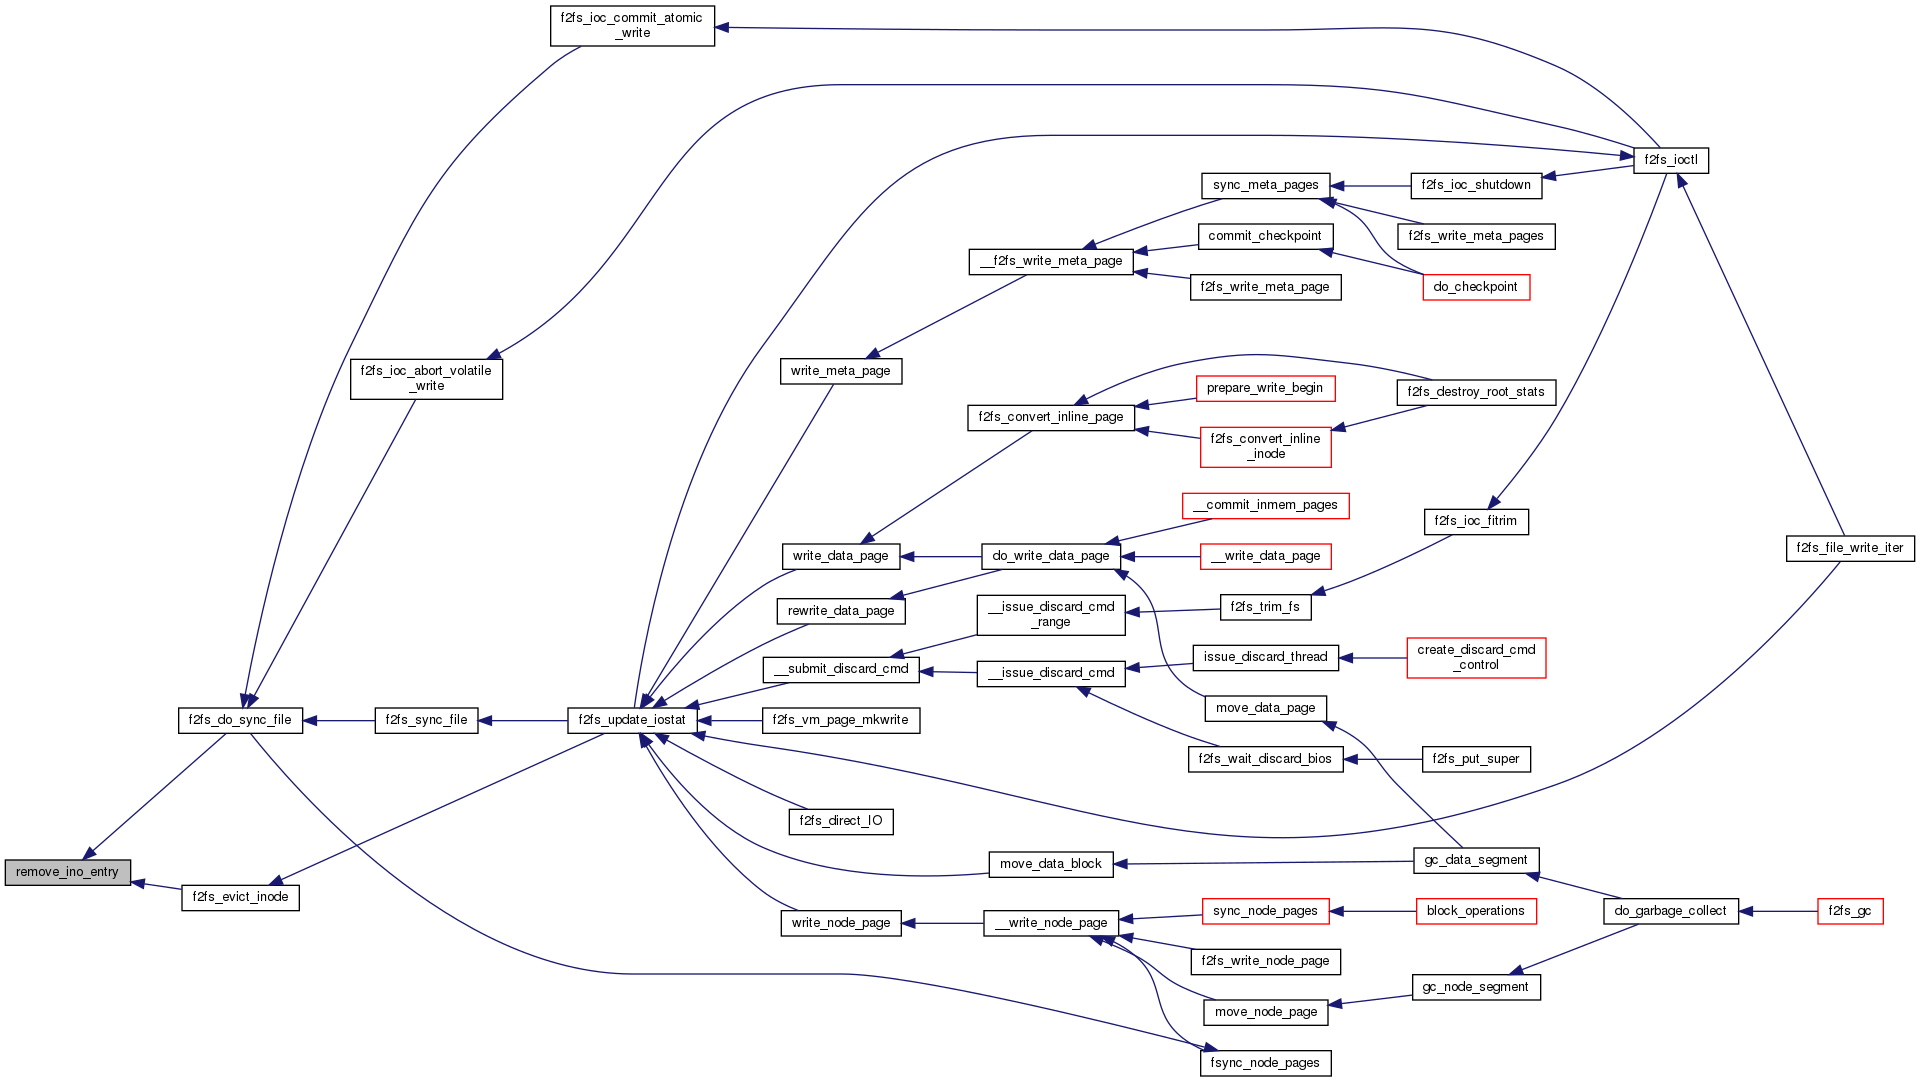 f2fs_ioc_commit_atomic
_write
f2fs_ioctl
sync_meta_pages
f2fs_ioc_shutdown
commit_checkpoint
f2fs_write_meta_pages
__f2fs_write_meta_page
f2fs_write_meta_page
do_checkpoint
f2fs_ioc_abort_volatile
_write
write_meta_page
prepare_write_begin
f2fs_destroy_root_stats
f2fs_convert_inline_page
f2fs_convert_inline
_inode
__commit_inmem_pages
f2fs_ioc_fitrim
write_data_page
do_write_data_page
__write_data_page
f2fs_file_write_iter
rewrite_data_page
__issue_discard_cmd
_range
f2fs_trim_fs
__submit_discard_cmd
__issue_discard_cmd
issue_discard_thread
create_discard_cmd
_control
f2fs_do_sync_file
f2fs_sync_file
f2fs_update_iostat
f2fs_vm_page_mkwrite
move_data_page
f2fs_wait_discard_bios
f2fs_put_super
f2fs_direct_IO
remove_ino_entry
f2fs_evict_inode
move_data_block
gc_data_segment
write_node_page
__write_node_page
sync_node_pages
block_operations
do_garbage_collect
f2fs_gc
f2fs_write_node_page
gc_node_segment
move_node_page
fsync_node_pages